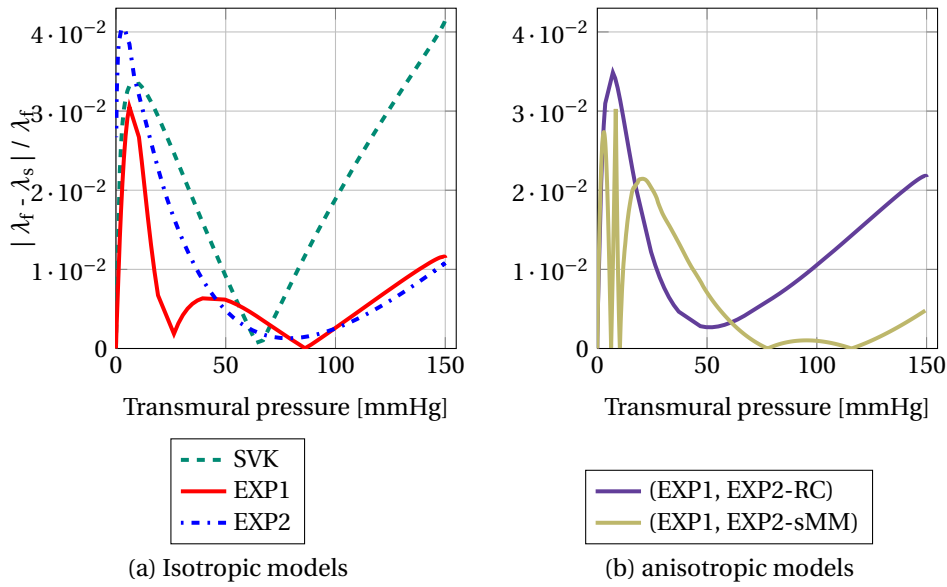 | λf - λs | / λf
4·10⁻²
3·10⁻²
2·10⁻²
1·10⁻²
0
0 50 100 150
Transmural pressure [mmHg]
SVK
EXP1
EXP2
(a) Isotropic models
4·10⁻²
3·10⁻²
2·10⁻²
1·10⁻²
0
0 50 100 150
Transmural pressure [mmHg]
(EXP1, EXP2-RC)
(EXP1, EXP2-sMM)
(b) anisotropic models